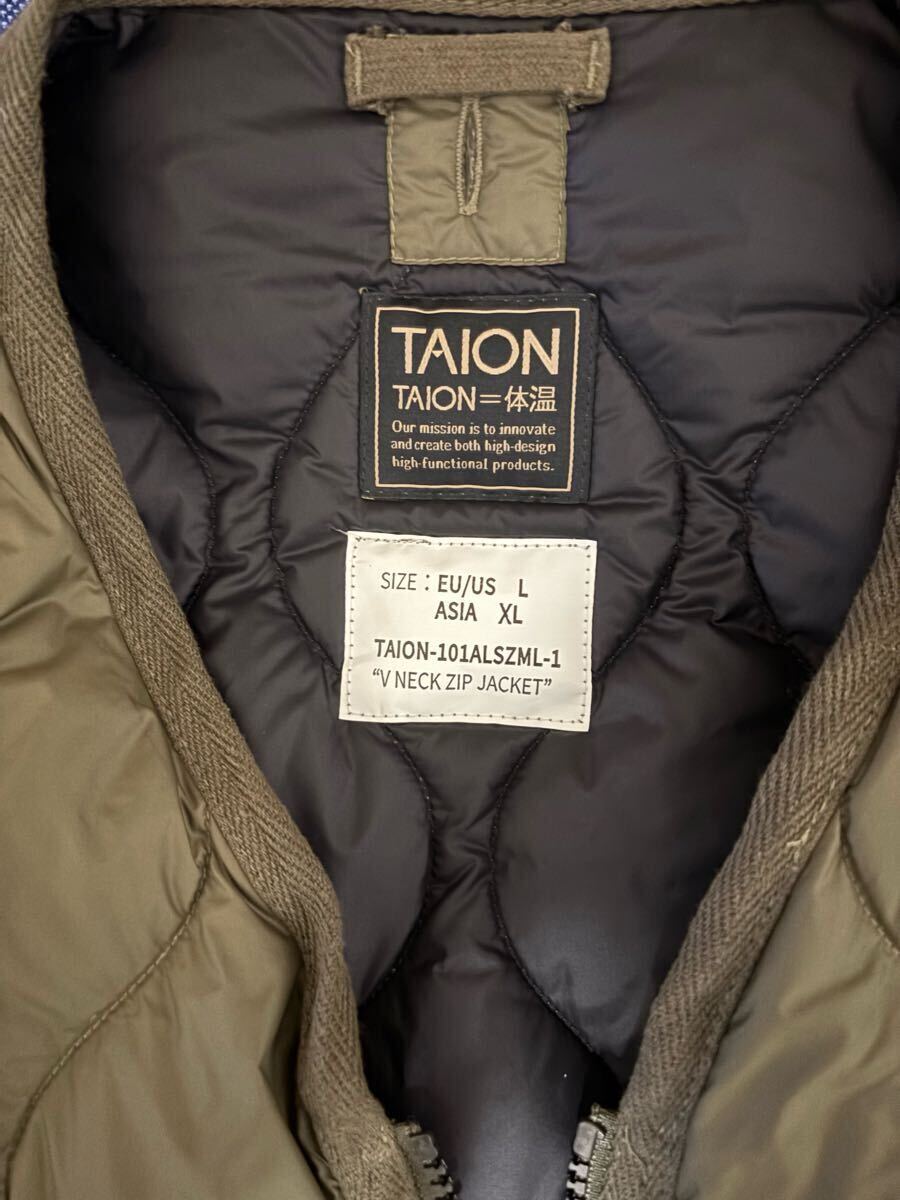 TAION
TAION=体温
Our mission is to innovate
and create both high-design
high-functional products.
SIZE : EU/US L
ASIA XL
TAION-101ALSZML-1
"V NECK ZIP JACKET"